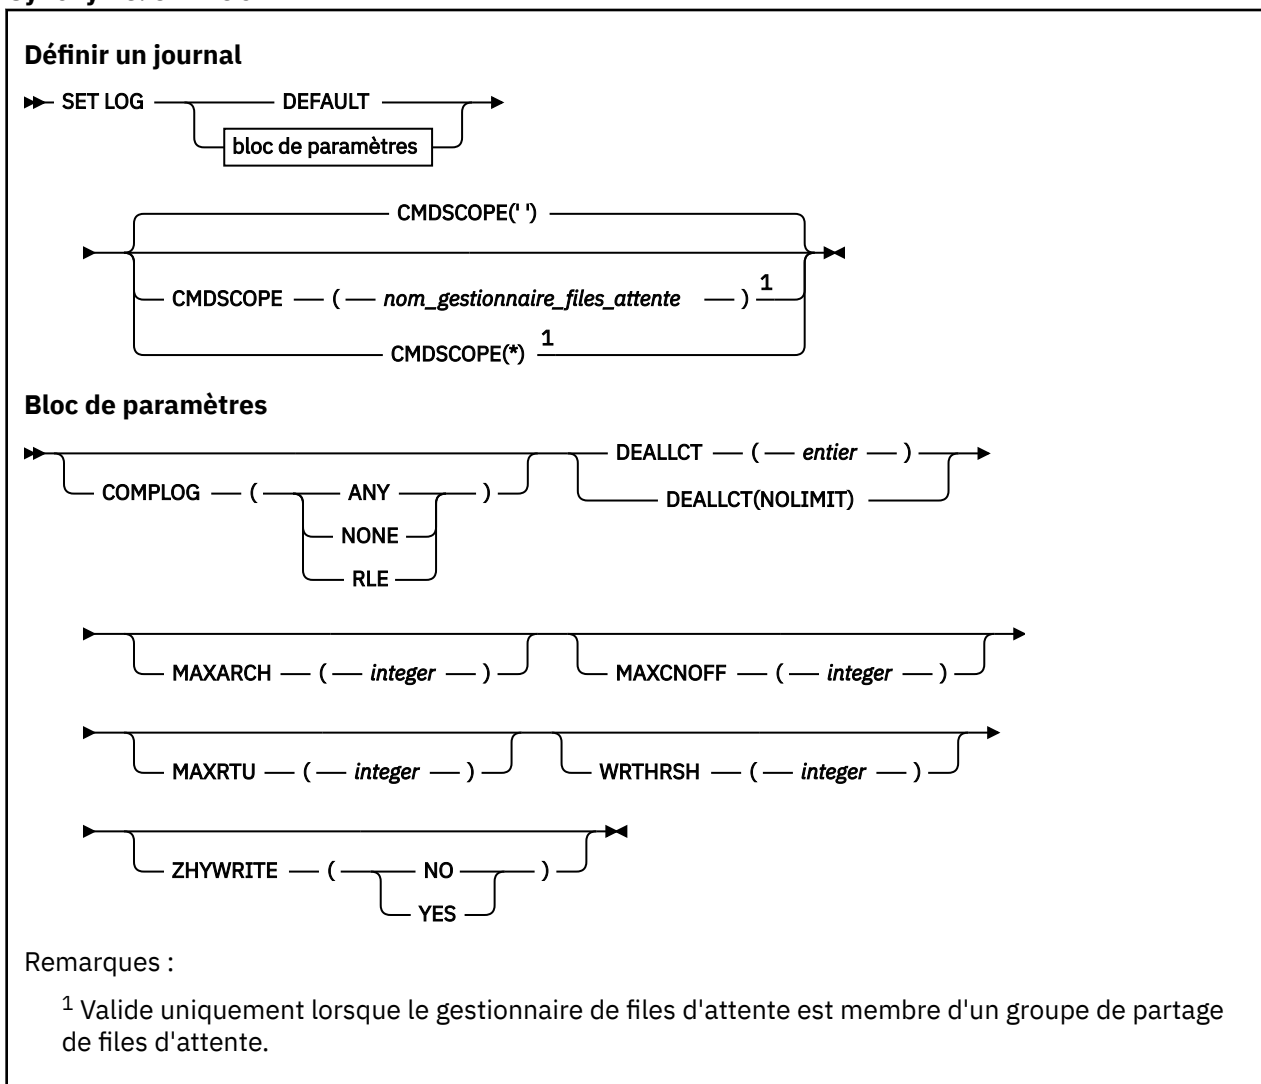 Définir un journal
SET LOG DEFAULT
bloc de paramètres
CMDSCOPE(' ')
CMDSCOPE ( nom_gestionnaire_files_attente ) 1
CMDSCOPE(*) 1
Bloc de paramètres
DEALLCT ( entier )
COMPLOG ( ANY ) DEALLCT(NOLIMIT)
NONE
RLE
MAXARCH ( integer ) MAXCNOFF ( integer )
MAXRTU ( integer ) WRTHRSH ( integer )
ZHYWRITE ( NO )
YES
Remarques :
1 Valide uniquement lorsque le gestionnaire de files d'attente est membre d'un groupe de partage
de files d'attente.